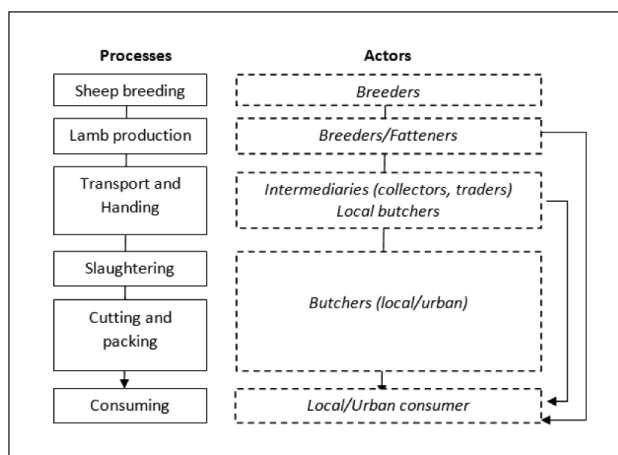 Processes Actors
Sheep breeding Breeders
Lamb production Breeders/Fatteners
Transport and
Handing
Intermediaries (collectors, traders)
Local butchers
Slaughtering
Butchers (local/urban)
Cutting and
packing
Consuming Local/Urban consumer